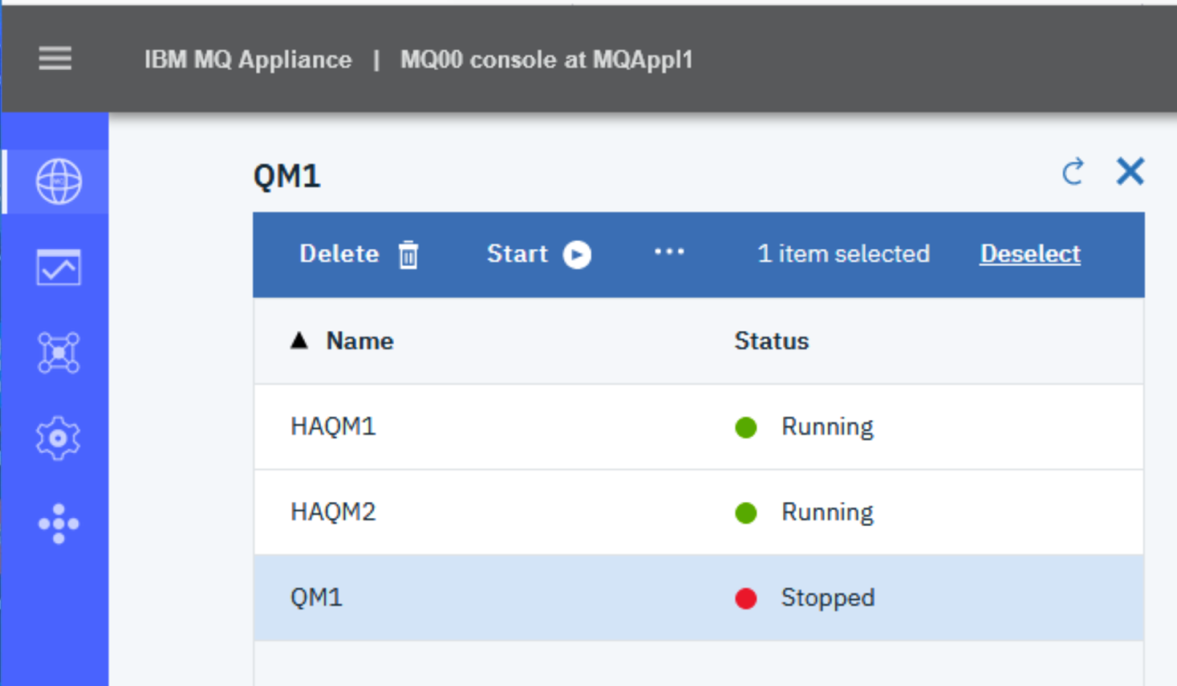 IBM MQ Appliance | MQ00 console at MQAppl1
QM1
Delete Start ... 1 item selected Deselect
▲ Name Status
HAQM1 Running
HAQM2 Running
QM1 Stopped